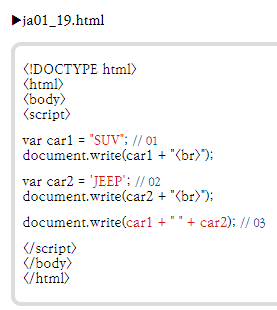 ▶ja01_19.html
<!DOCTYPE html>
<html>
<body>
<script>
var car1 = "SUV"; // 01
document.write(car1 + "<br>");
var car2 = 'JEEP'; // 02
document.write(car2 + "<br>");
document.write(car1 + " " + car2); // 03
</script>
</body>
</html>